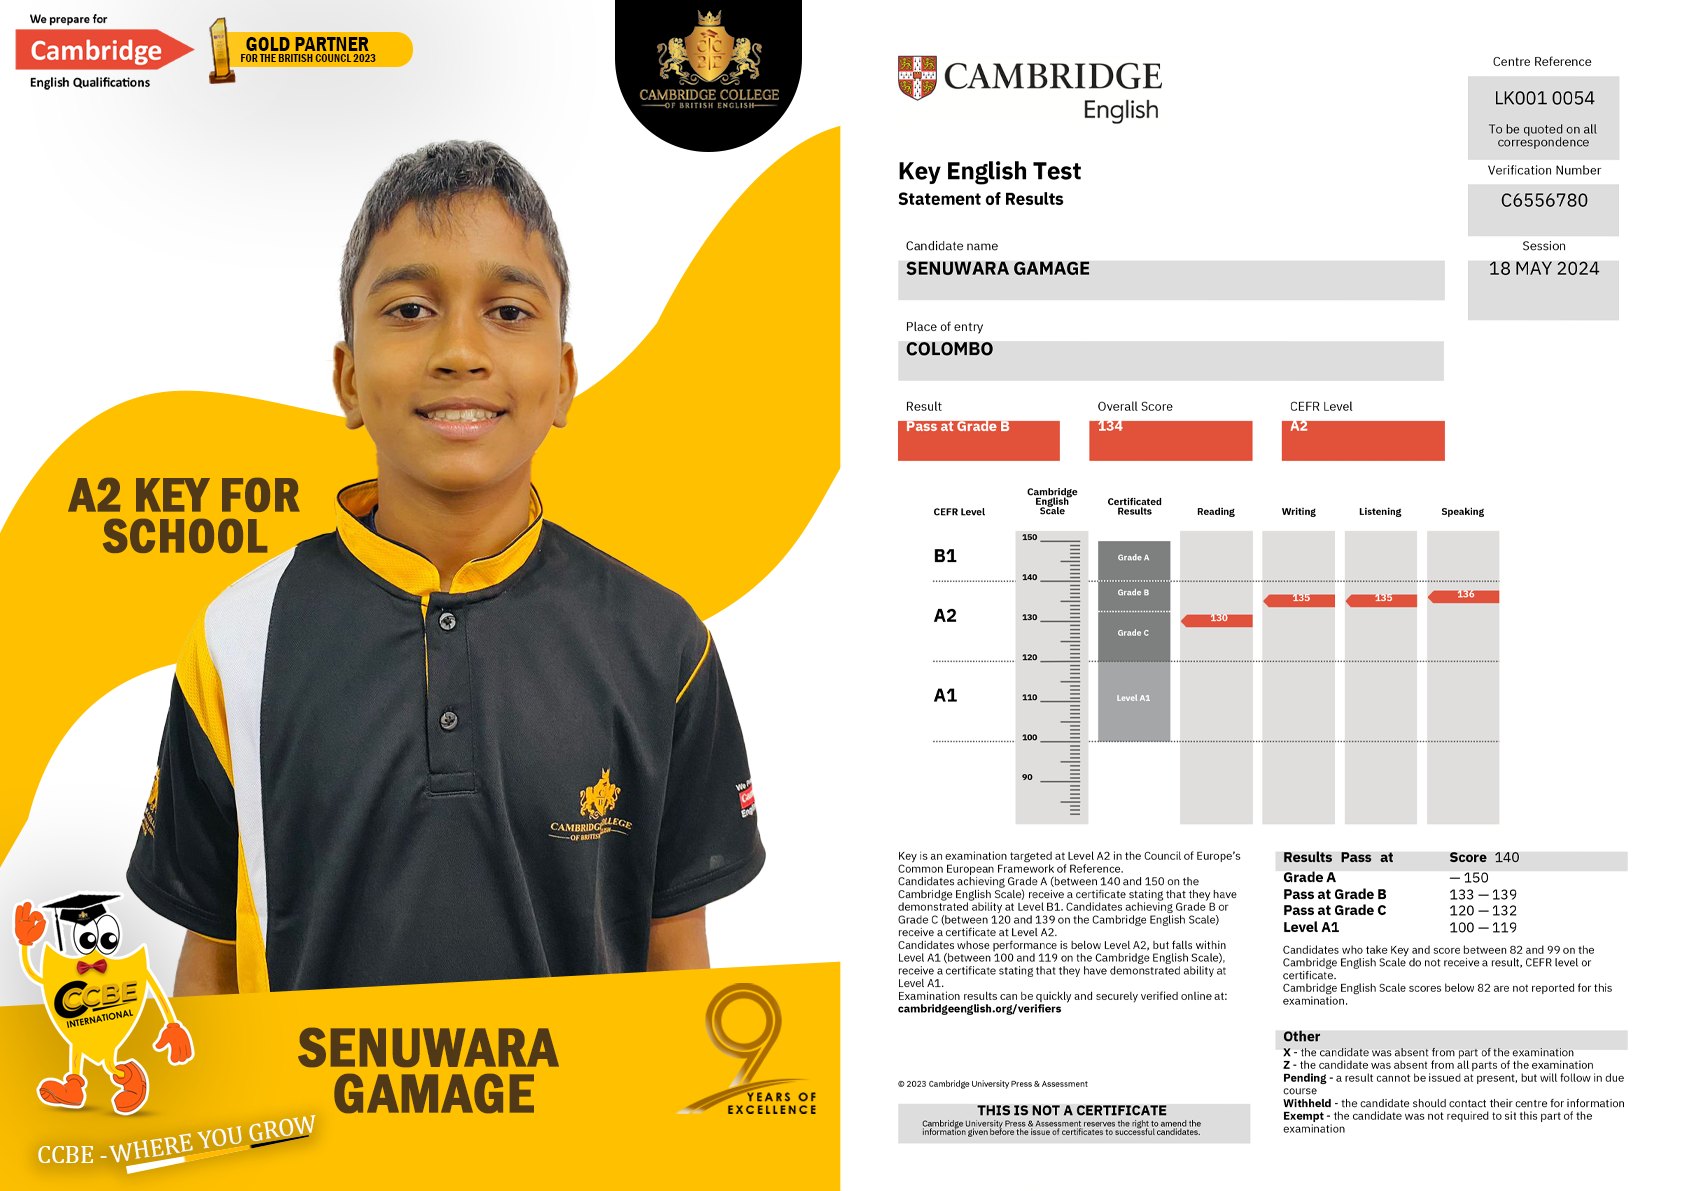 We prepare for
Cambridge
English Qualifications
GOLD PARTNER
FOR THE BRITISH COUNCL 2023
CAMBRIDGE COLLEGE
OF BRITISH ENGLISH
A2 KEY FOR
SCHOOL
CAMBRIDGE COLLEGE
OF BRITISH
We
English
CCBE
INTERNATIONAL
SENUWARA
GAMAGE
9
YEARS OF
EXCELLENCE
CCBE - WHERE YOU GROW
CAMBRIDGE
English
Key English Test
Statement of Results
Centre Reference
LK001 0054
To be quoted on all
correspondence
Verification Number
C6556780
Session
18 MAY 2024
Candidate name
SENUWARA GAMAGE
Place of entry
COLOMBO
Result
Pass at Grade B
Overall Score
134
CEFR Level
A2
CEFR Level
Cambridge
English
Scale
Certificated
Results
Reading
Writing
Listening
Speaking
B1
A2
A1
150
140
130
120
110
100
90
Grade A
Grade B
Grade C
Level A1
130
135
135
136
Key is an examination targeted at Level A2 in the Council of Europe's
Common European Framework of Reference.
Candidates achieving Grade A (between 140 and 150 on the
Cambridge English Scale) receive a certificate stating that they have
demonstrated ability at Level B1. Candidates achieving Grade B or
Grade C (between 120 and 139 on the Cambridge English Scale)
receive a certificate at Level A2.
Candidates whose performance is below Level A2, but falls within
Level A1 (between 100 and 119 on the Cambridge English Scale),
receive a certificate stating that they have demonstrated ability at
Level A1.
Examination results can be quickly and securely verified online at:
cambridgeenglish.org/verifiers
© 2023 Cambridge University Press & Assessment
THIS IS NOT A CERTIFICATE
Cambridge University Press & Assessment reserves the right to amend the
information given before the issue of certificates to successful candidates.
Results Pass at Score 140
Grade A — 150
Pass at Grade B 133 — 139
Pass at Grade C 120 — 132
Level A1 100 — 119
Candidates who take Key and score between 82 and 99 on the
Cambridge English Scale do not receive a result, CEFR level or
certificate.
Cambridge English Scale scores below 82 are not reported for this
examination.
Other
X - the candidate was absent from part of the examination
Z - the candidate was absent from all parts of the examination
Pending - a result cannot be issued at present, but will follow in due
course
Withheld - the candidate should contact their centre for information
Exempt - the candidate was not required to sit this part of the
examination